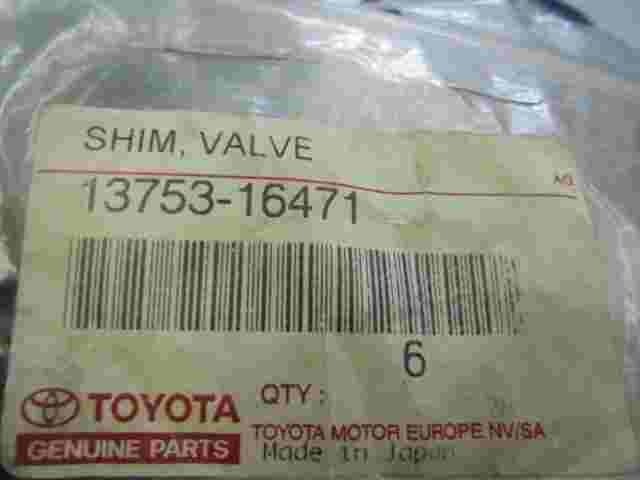 SHIM, VALVE
13753-16471
6
QTY :
TOYOTA
TOYOTA MOTOR EUROPE NV/SA
GENUINE PARTS
Made in Japan